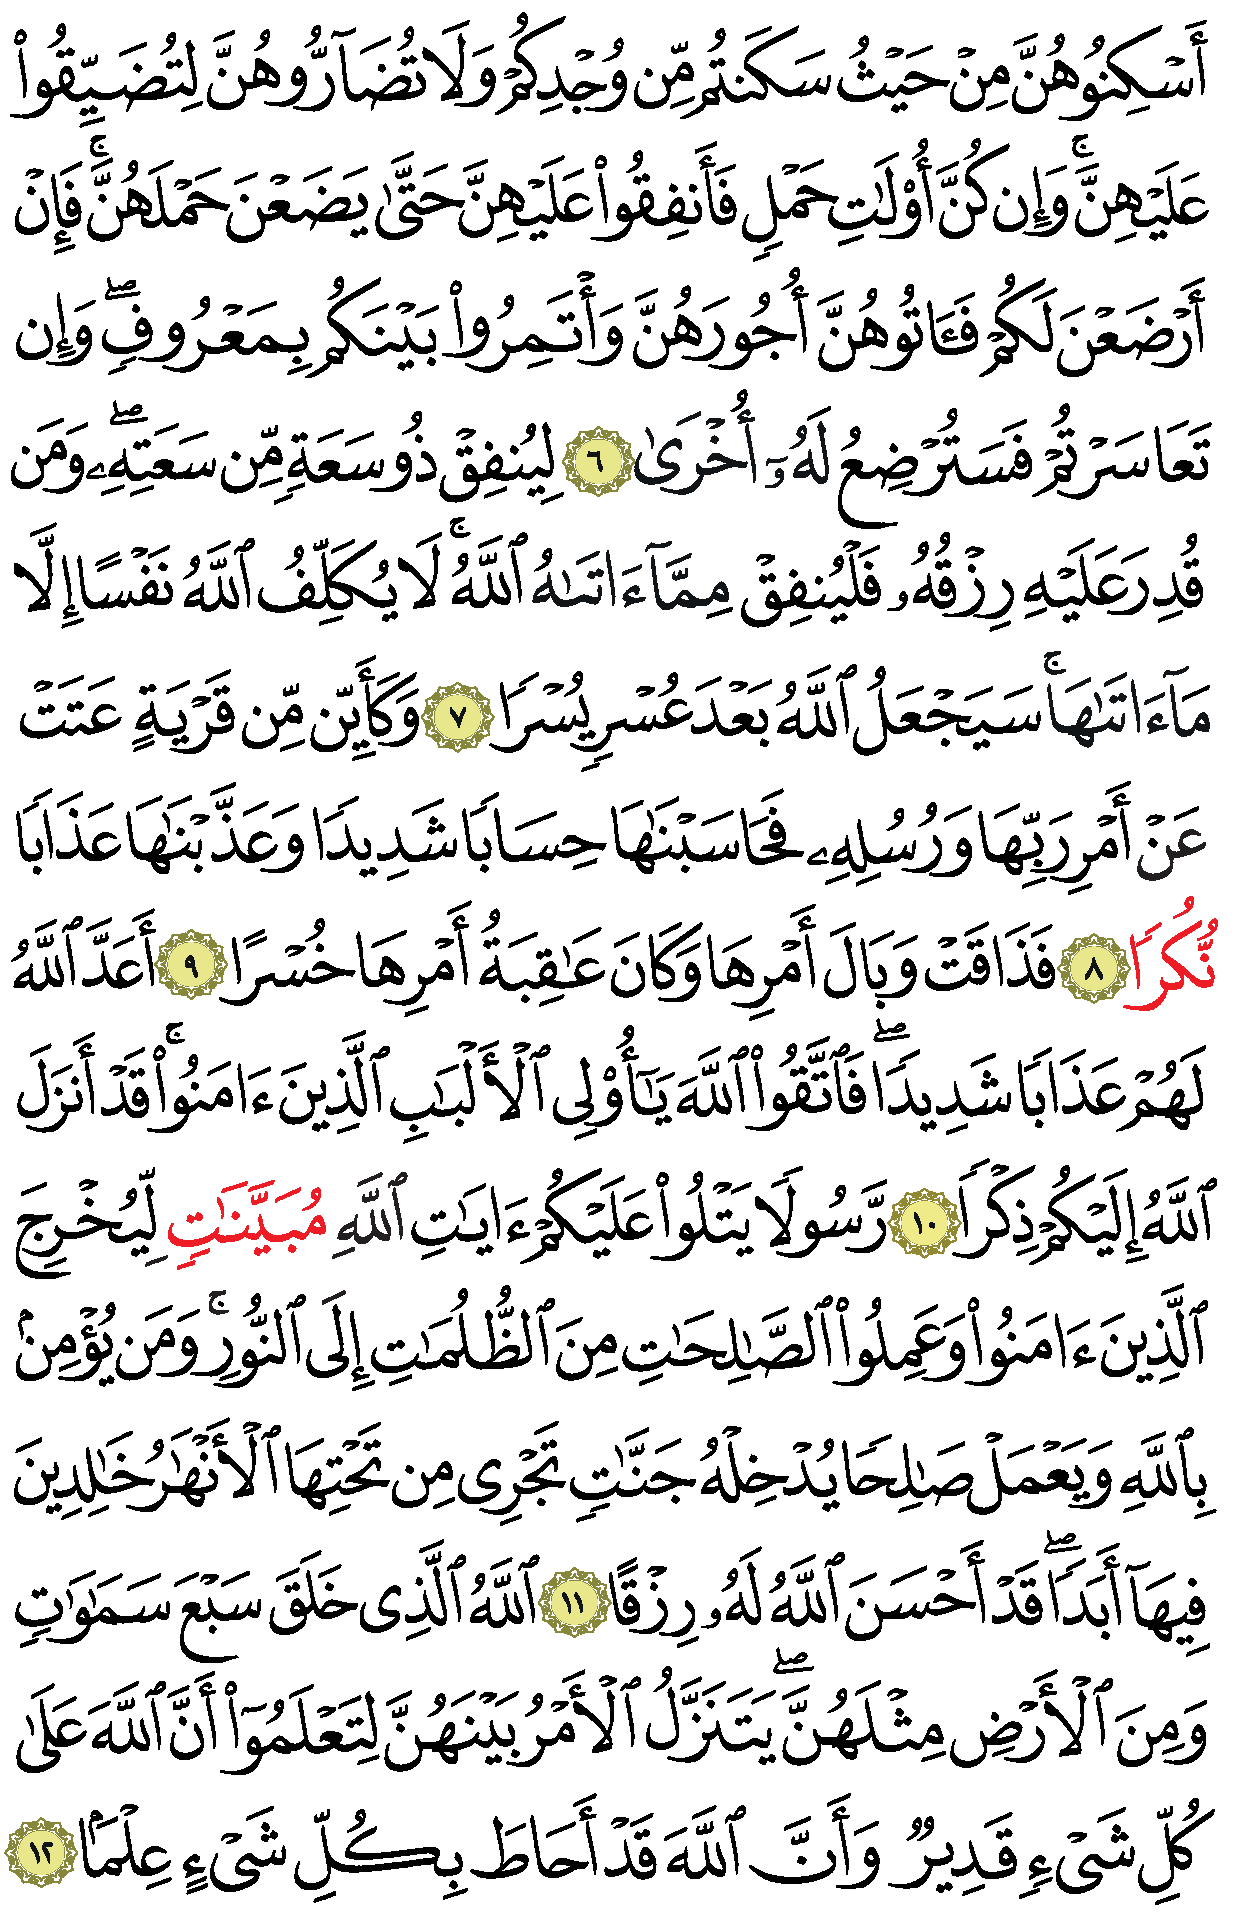 أَسْكِنُوهُنَّ مِنْ حَيْثُ سَكَنتُم مِّن وُجْدِكُمْ وَلَا تُضَآرُّوهُنَّ لِتُضَيِّقُوا۟
عَلَيْهِنَّ ۚ وَإِن كُنَّ أُو۟لَـٰتِ حَمْلٍ فَأَنفِقُوا۟ عَلَيْهِنَّ حَتَّىٰ يَضَعْنَ حَمْلَهُنَّ ۚ فَإِنْ
أَرْضَعْنَ لَكُمْ فَـَٔاتُوهُنَّ أُجُورَهُنَّ وَأْتَمِرُوا۟ بَيْنَكُم بِمَعْرُوفٍ ۖ وَإِن
تَعَاسَرْتُمْ فَسَتُرْضِعُ لَهُۥٓ أُخْرَىٰ ٦ لِيُنفِقْ ذُو سَعَةٍ مِّن سَعَتِهِۦ ۖ وَمَن
قُدِرَ عَلَيْهِ رِزْقُهُۥ فَلْيُنفِقْ مِمَّآ ءَاتَىٰهُ ٱللَّهُ ۚ لَا يُكَلِّفُ ٱللَّهُ نَفْسًا إِلَّا
مَآ ءَاتَىٰهَا ۚ سَيَجْعَلُ ٱللَّهُ بَعْدَ عُسْرٍ يُسْرًا ٧ وَكَأَيِّن مِّن قَرْيَةٍ عَتَتْ
عَنْ أَمْرِ رَبِّهَا وَرُسُلِهِۦ فَحَاسَبْنَـٰهَا حِسَابًا شَدِيدًا وَعَذَّبْنَـٰهَا عَذَابًا
نُّكُرًا ٨ فَذَاقَتْ وَبَالَ أَمْرِهَا وَكَانَ عَـٰقِبَةُ أَمْرِهَا خُسْرًا ٩ أَعَدَّ ٱللَّهُ
لَهُمْ عَذَابًا شَدِيدًا ۖ فَٱتَّقُوا۟ ٱللَّهَ يَـٰٓأُو۟لِى ٱلْأَلْبَـٰبِ ٱلَّذِينَ ءَامَنُوا۟ ۚ قَدْ أَنزَلَ
ٱللَّهُ إِلَيْكُمْ ذِكْرًا ١٠ رَّسُولًا يَتْلُوا۟ عَلَيْكُمْ ءَايَـٰتِ ٱللَّهِ مُبَيَّنَـٰتٍ لِّيُخْرِجَ
ٱلَّذِينَ ءَامَنُوا۟ وَعَمِلُوا۟ ٱلصَّـٰلِحَـٰتِ مِنَ ٱلظُّلُمَـٰتِ إِلَى ٱلنُّورِ ۚ وَمَن يُؤْمِنۢ
بِٱللَّهِ وَيَعْمَلْ صَـٰلِحًا يُدْخِلْهُ جَنَّـٰتٍ تَجْرِى مِن تَحْتِهَا ٱلْأَنْهَـٰرُ خَـٰلِدِينَ
فِيهَآ أَبَدًا ۖ قَدْ أَحْسَنَ ٱللَّهُ لَهُۥ رِزْقًا ١١ ٱللَّهُ ٱلَّذِى خَلَقَ سَبْعَ سَمَـٰوَٰتٍ
وَمِنَ ٱلْأَرْضِ مِثْلَهُنَّ ۖ يَتَنَزَّلُ ٱلْأَمْرُ بَيْنَهُنَّ لِتَعْلَمُوٓا۟ أَنَّ ٱللَّهَ عَلَىٰ
كُلِّ شَىْءٍ قَدِيرٌ وَأَنَّ ٱللَّهَ قَدْ أَحَاطَ بِكُلِّ شَىْءٍ عِلْمًۢا ١٢